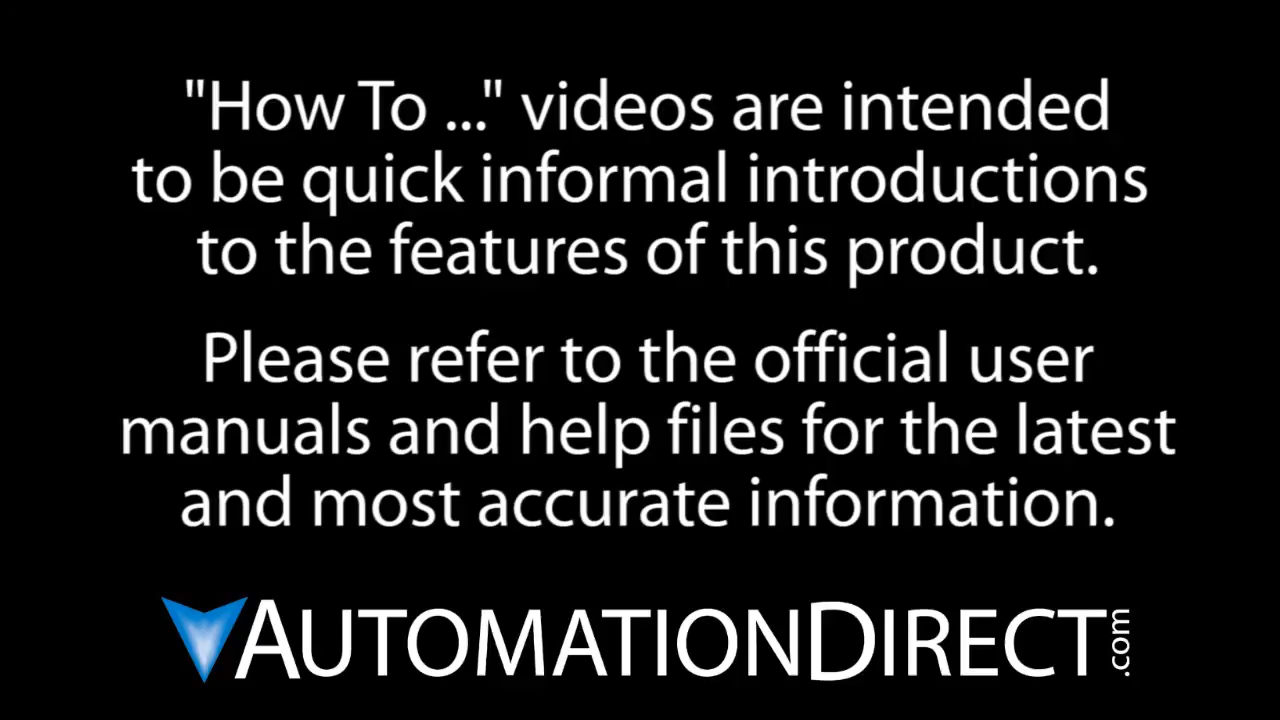 "How To ..." videos are intended
to be quick informal introductions
to the features of this product.
Please refer to the official user
manuals and help files for the latest
and most accurate information.
AUTOMATIONDIRECT.com